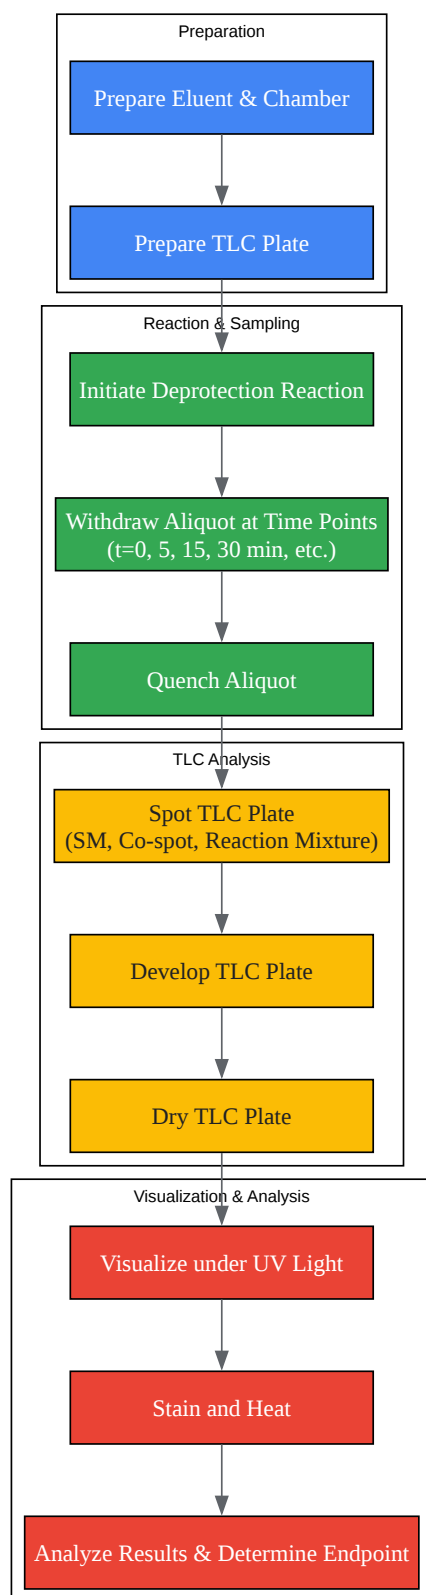 Preparation
Prepare Eluent & Chamber
Prepare TLC Plate
Reaction & Sampling
Initiate Deprotection Reaction
Withdraw Aliquot at Time Points
(t=0, 5, 15, 30 min, etc.)
Quench Aliquot
TLC Analysis
Spot TLC Plate
(SM, Co-spot, Reaction Mixture)
Develop TLC Plate
Dry TLC Plate
Visualization & Analysis
Visualize under UV Light
Stain and Heat
Analyze Results & Determine Endpoint